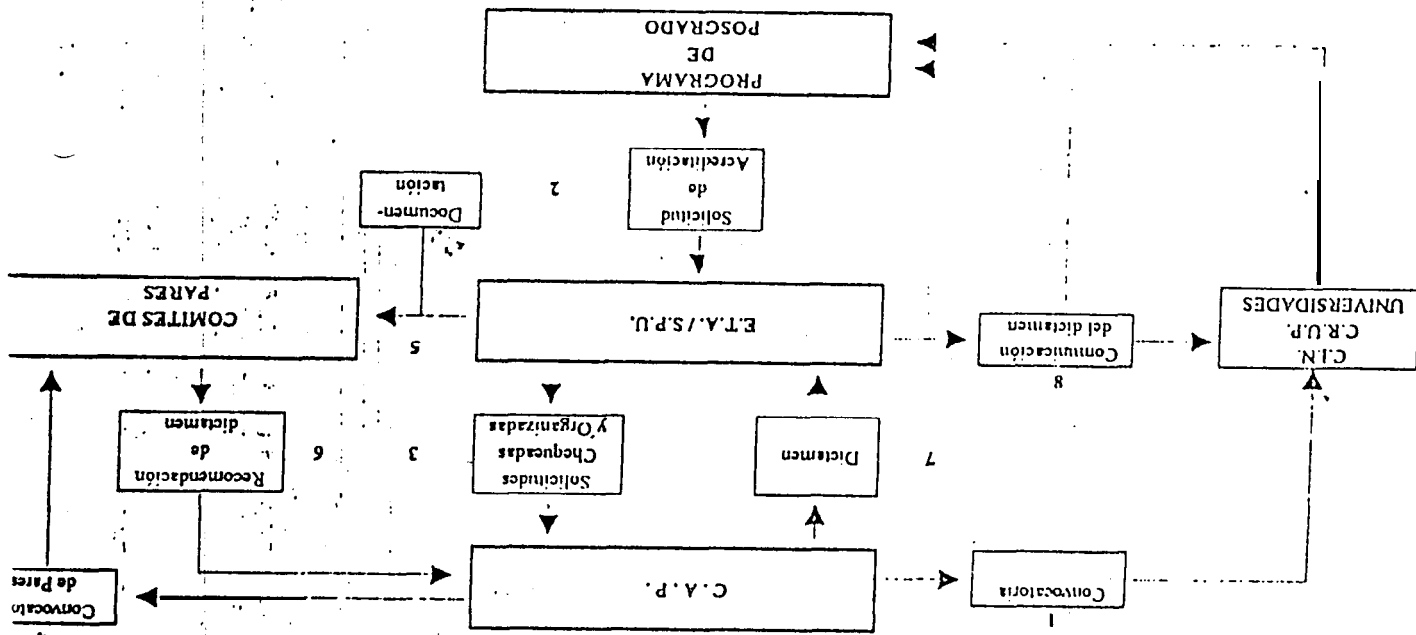 1
Convocatoria
C.A.P.
Convocato
de Pares
7
Dictamen
Solicitudes
Chequeadas
y Organizadas
3
6
Recomendación
de
dictamen
8
C.I.N.
C.R.U.P.
UNIVERSIDADES
Comunicación
del dictamen
E.T.A./S.P.U.
5
COMITES DE
PARES
Solicitud
de
Acreditación
2
Documen-
tación
PROGRAMA
DE
POSGRADO